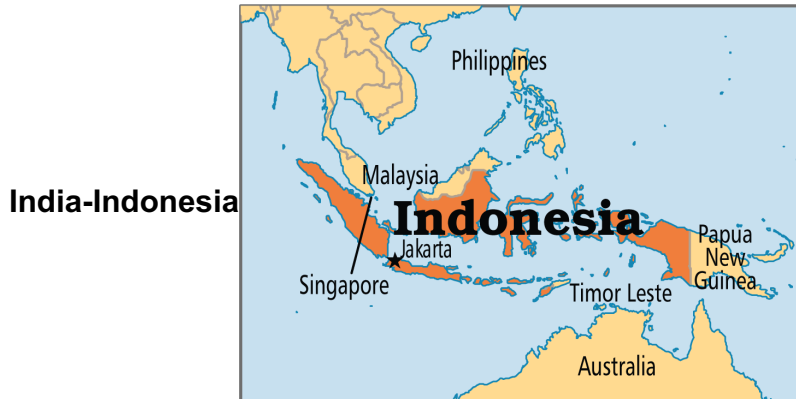 India-Indonesia
Philippines
Malaysia
Indonesia
Jakarta
Singapore
Papua
New
Guinea
Timor Leste
Australia